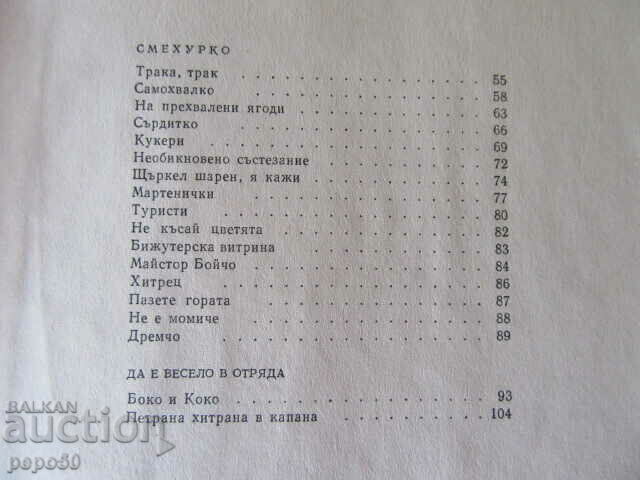 СМЕХУРКО
Трака, трак . . . . . . . . . . . . . 55
Самохвалко . . . . . . . . . . . . . 58
На прехвалени ягоди . . . . . . . . . . 63
Сърдитко . . . . . . . . . . . . . 66
Кукери . . . . . . . . . . . . . 69
Необикновено състезание . . . . . . . . . 72
Щъркел шарен, я кажи . . . . . . . . . 74
Мартенички . . . . . . . . . . . . . 77
Туристи . . . . . . . . . . . . . 80
Не късай цветята . . . . . . . . . . . 82
Бижутерска витрина . . . . . . . . . . 83
Майстор Бойчо . . . . . . . . . . . . 84
Хитрец . . . . . . . . . . . . . 86
Пазете гората . . . . . . . . . . . . 87
Не е момиче . . . . . . . . . . . . 88
Дремчо . . . . . . . . . . . . . 89
ДА Е ВЕСЕЛО В ОТРЯДА
Боко и Коко . . . . . . . . . . . . 93
Петрана хитрана в капана . . . . . . . . 104
BALKAN
auction
papo50